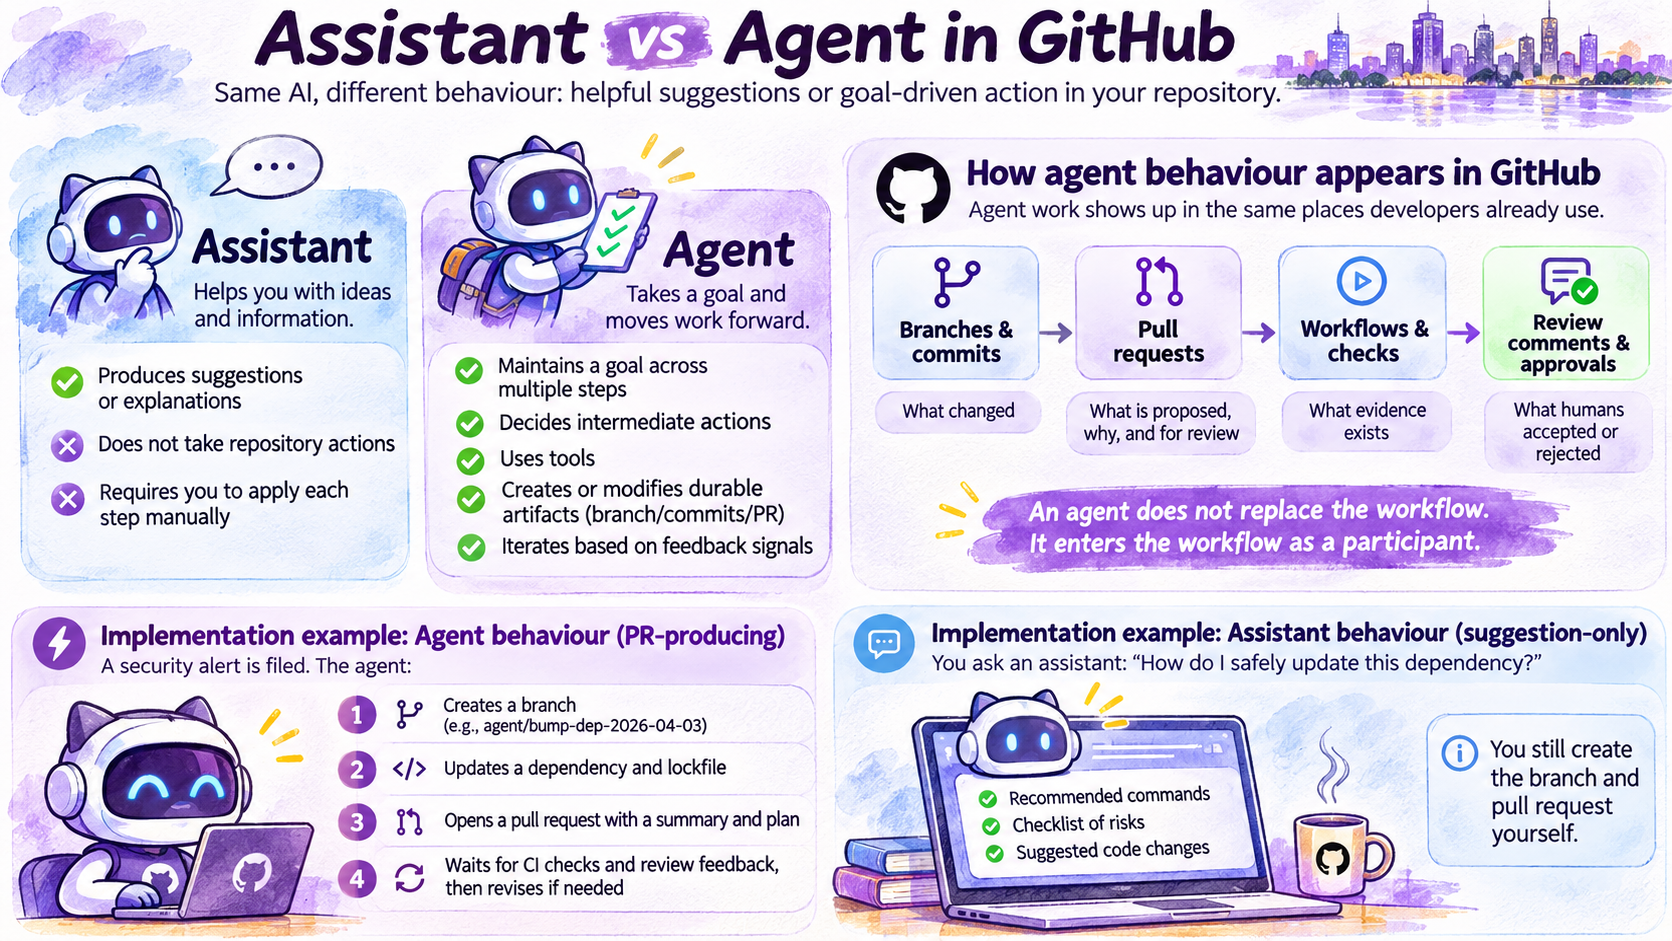 Assistant vs Agent in GitHub
Same AI, different behaviour: helpful suggestions or goal-driven action in your repository.
Assistant
Helps you with ideas
and information.
Produces suggestions
or explanations
Does not take repository actions
Requires you to apply each
step manually
Agent
Takes a goal and
moves work forward.
Maintains a goal across
multiple steps
Decides intermediate actions
Uses tools
Creates or modifies durable
artifacts (branch/commits/PR)
Iterates based on feedback signals
How agent behaviour appears in GitHub
Agent work shows up in the same places developers already use.
Branches &
commits
What changed
Pull
requests
What is proposed,
why, and for review
Workflows &
checks
What evidence
exists
Review
comments &
approvals
What humans
accepted or
rejected
An agent does not replace the workflow.
It enters the workflow as a participant.
Implementation example: Agent behaviour (PR-producing)
A security alert is filed. The agent:
1
Creates a branch
(e.g., agent/bump-dep-2026-04-03)
2
</> Updates a dependency and lockfile
3
Opens a pull request with a summary and plan
4
Waits for CI checks and review feedback,
then revises if needed
Implementation example: Assistant behaviour (suggestion-only)
You ask an assistant: “How do I safely update this dependency?”
Recommended commands
Checklist of risks
Suggested code changes
You still create
the branch and
pull request
yourself.